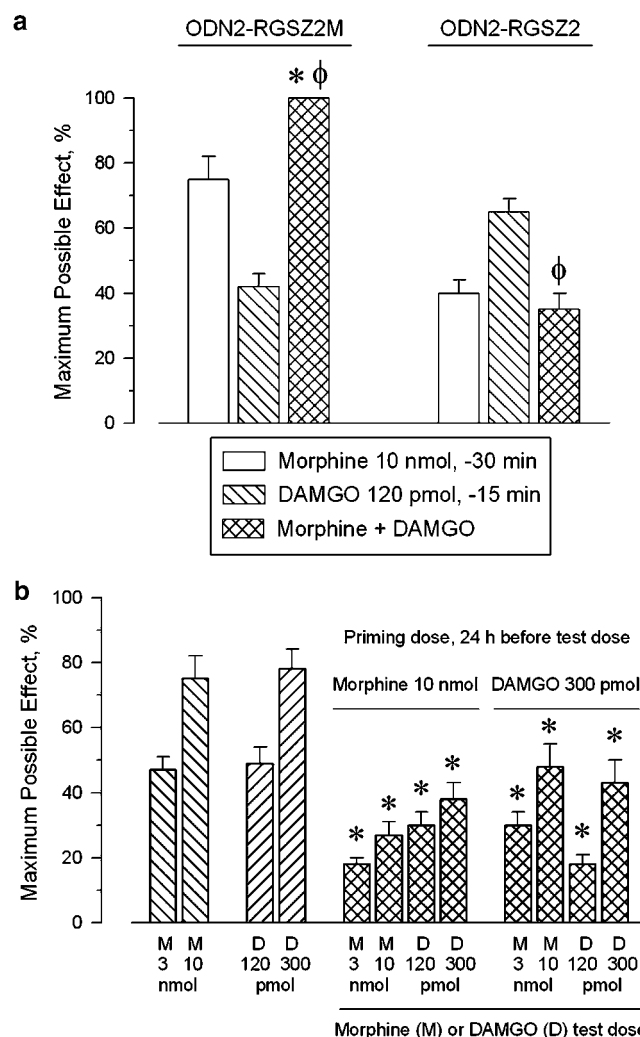 a
ODN2-RGSZ2M ODN2-RGSZ2
Maximum Possible Effect, %
100
80
60
40
20
0
* ϕ
ϕ
Morphine 10 nmol, -30 min
DAMGO 120 pmol, -15 min
Morphine + DAMGO
b
Maximum Possible Effect, %
100
80
60
40
20
0
Priming dose, 24 h before test dose
Morphine 10 nmol DAMGO 300 pmol
* * * * * * * *
M M D D M M D D M M D D
3 10 120 300 3 10 120 300 3 10 120 300
nmol pmol nmol pmol nmol pmol
Morphine (M) or DAMGO (D) test dose